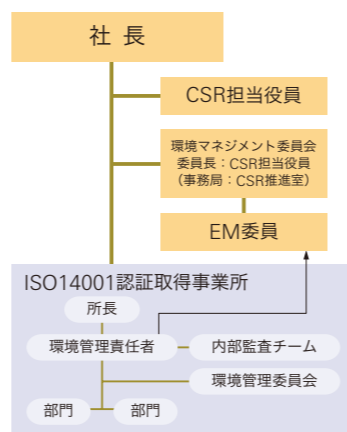 社 長
CSR担当役員
環境マネジメント委員会
委員長：CSR担当役員
（事務局：CSR推進室）
EM委員
ISO14001認証取得事業所
所長
環境管理責任者
内部監査チーム
環境管理委員会
部門
部門